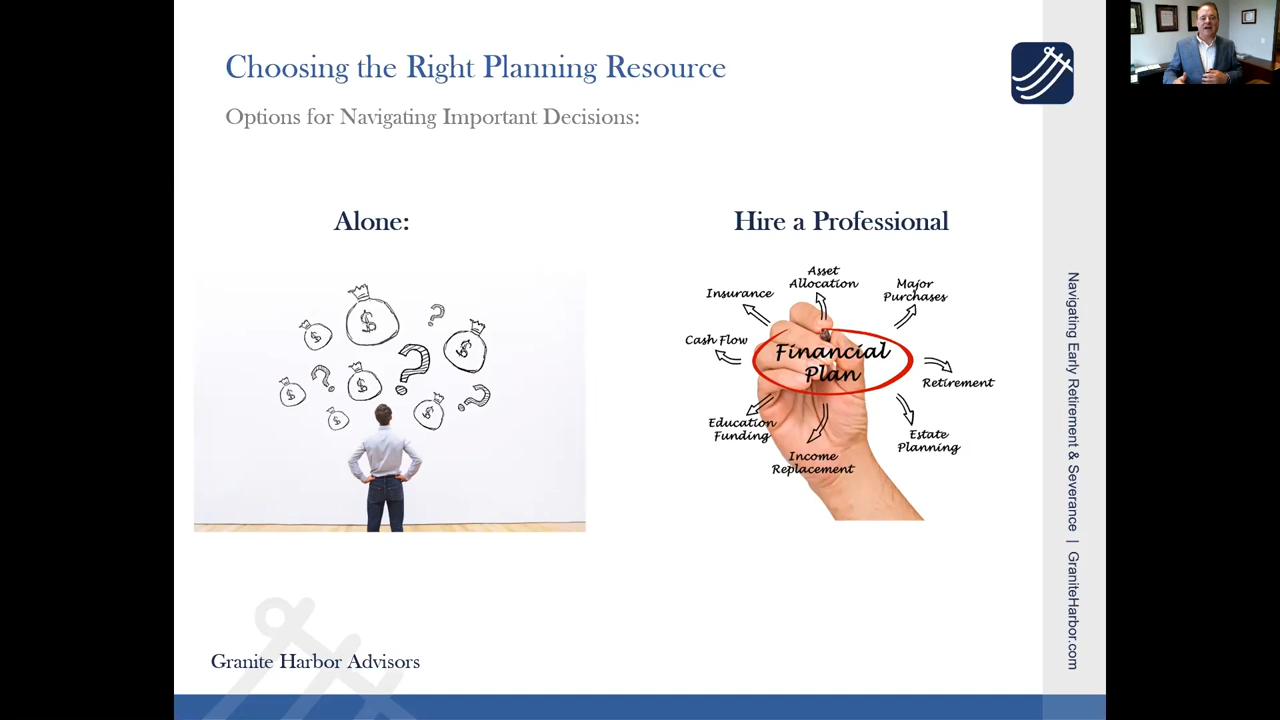 Choosing the Right Planning Resource
Options for Navigating Important Decisions:
Alone:
Hire a Professional
$
?
$
$
?
?
$
$
?
$
$
Asset
Allocation
Insurance
Major
Purchases
Cash Flow
Financial
Plan
Retirement
Education
Funding
Estate
Planning
Income
Replacement
Granite Harbor Advisors
Navigating Early Retirement & Severance | GraniteHarbor.com